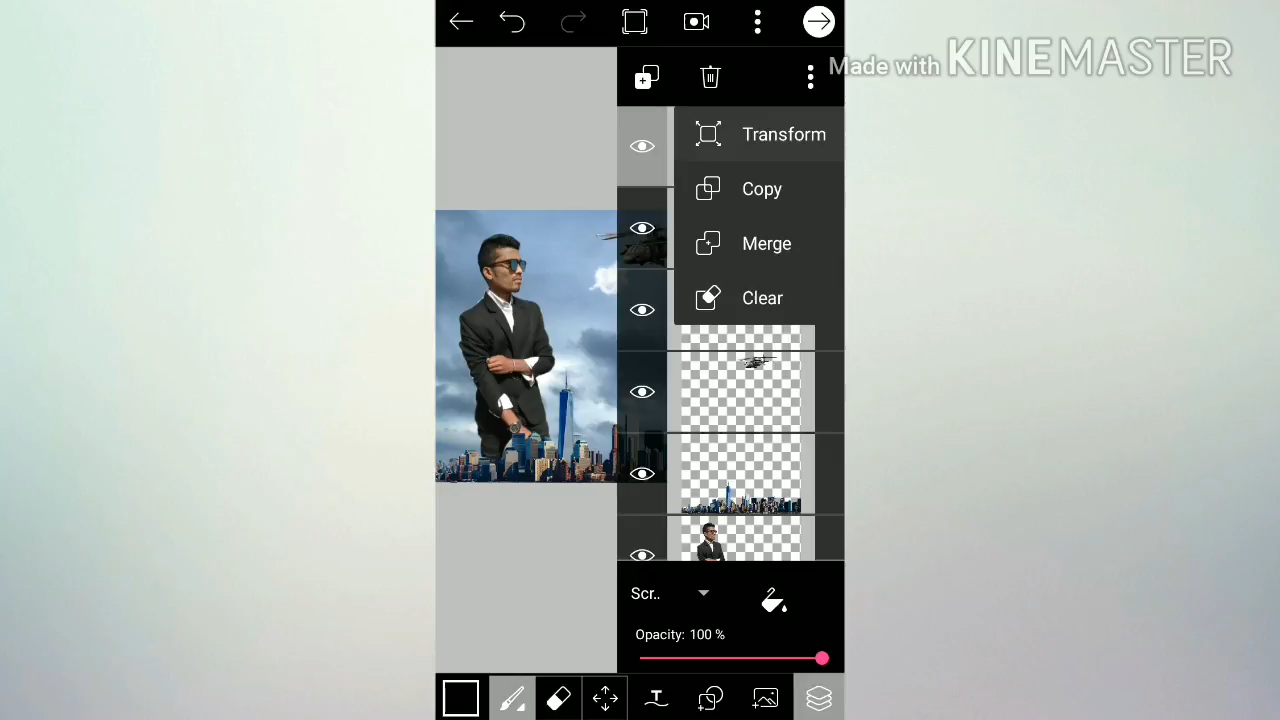 Made with KINEMASTER
Transform
Copy
Merge
Clear
Scr..
Opacity: 100 %